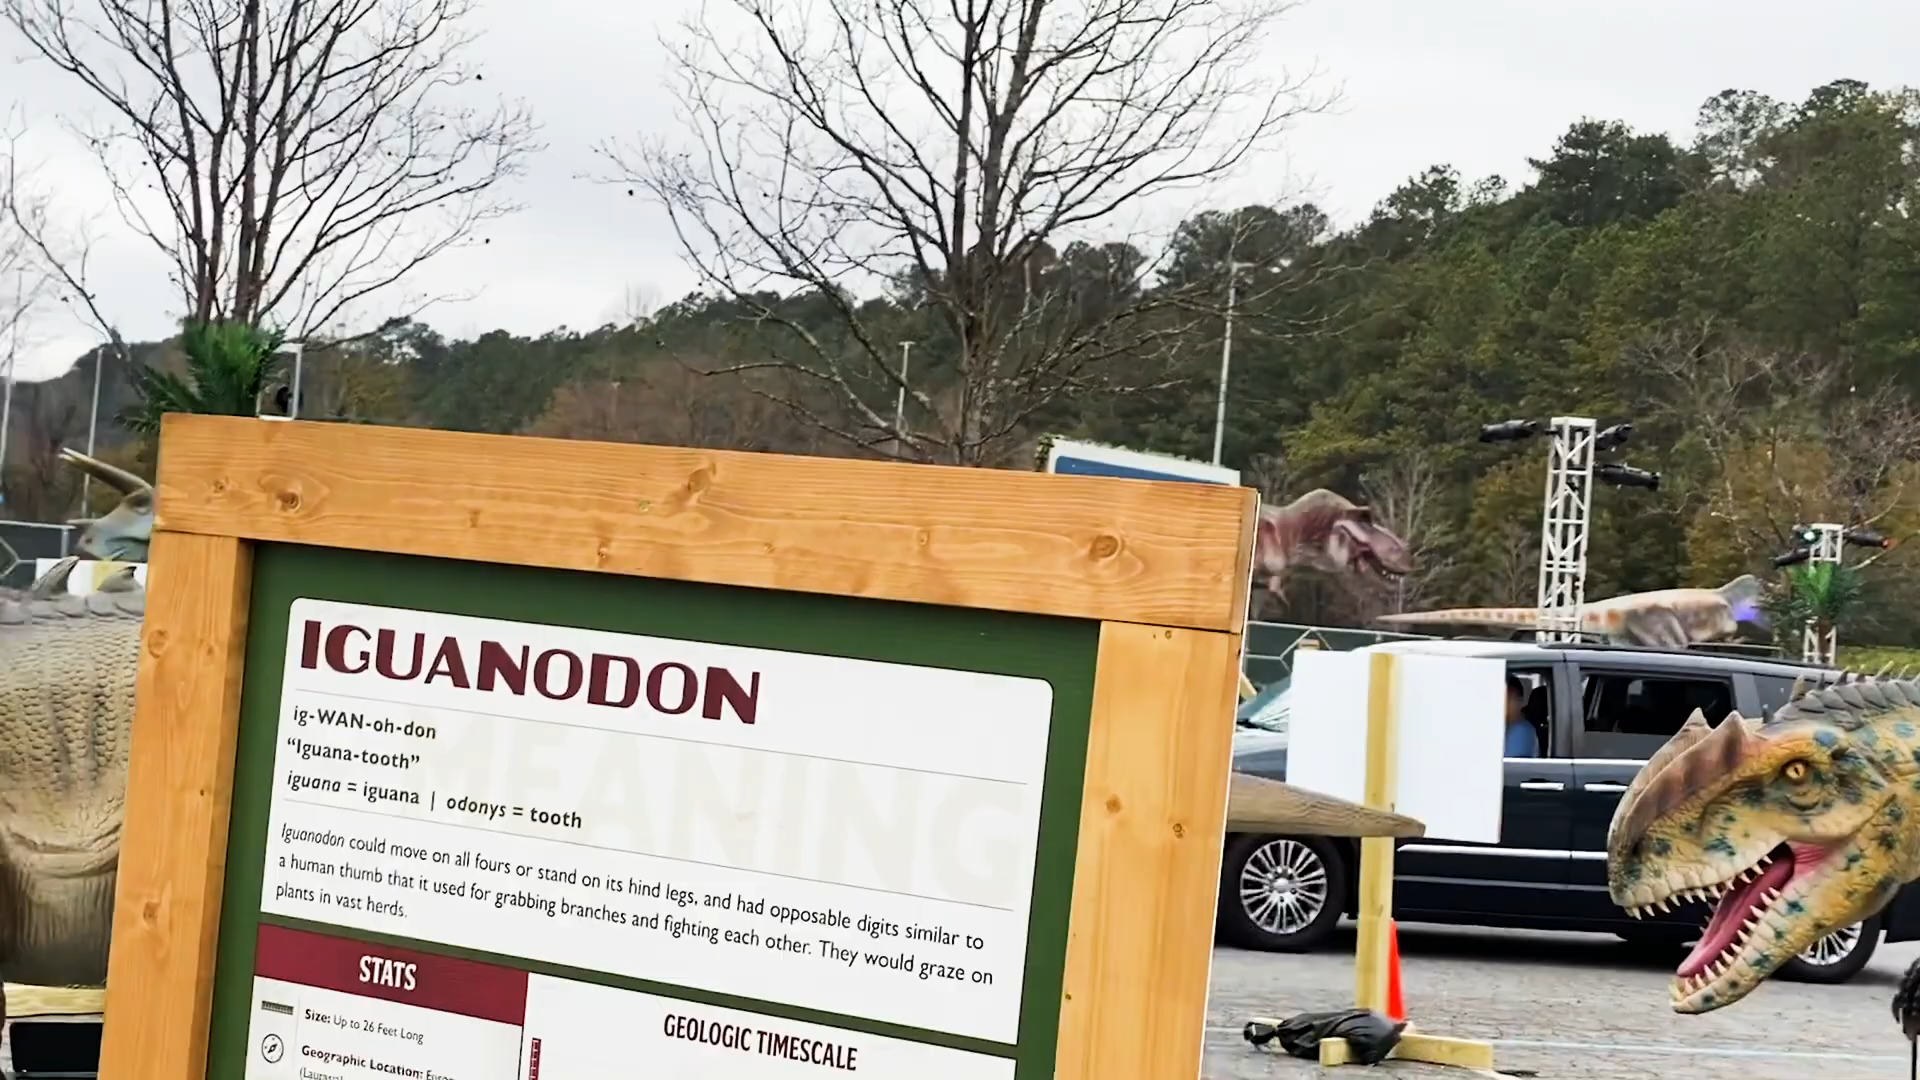 IGUANODON
MEANING
ig-WAN-oh-don
“Iguana-tooth”
iguana = iguana | odonys = tooth
Iguanodon could move on all fours or stand on its hind legs, and had opposable digits similar to
a human thumb that it used for grabbing branches and fighting each other. They would graze on
plants in vast herds.
STATS
Size: Up to 26 Feet Long
Geographic Location:
GEOLOGIC TIMESCALE